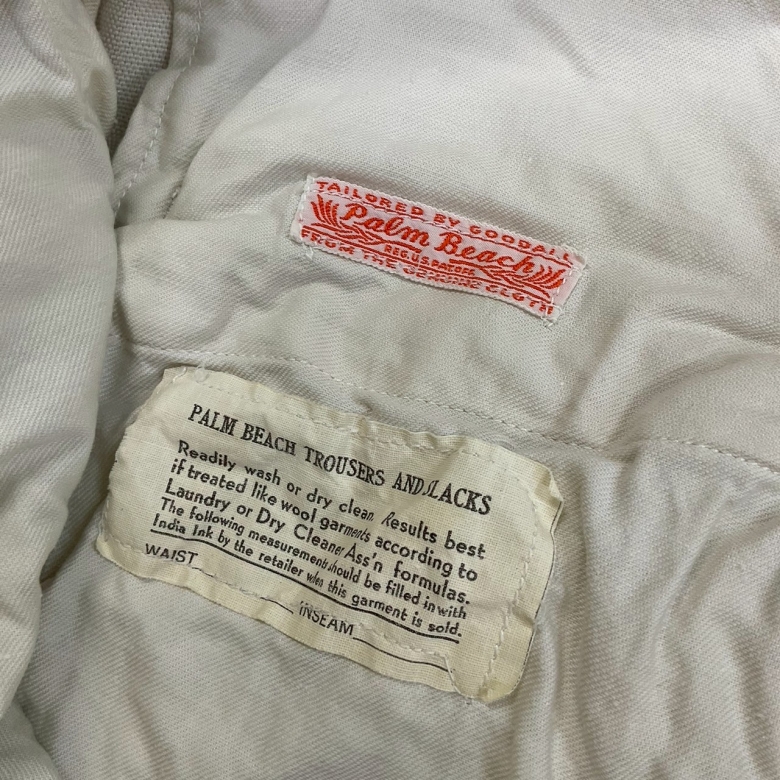 TAILORED BY GOODALL
Palm Beach
REG.U.S.PAT.OFF.
FROM THE GENUINE CLOTH
PALM BEACH TROUSERS AND SLACKS
Readily wash or dry clean. Results best
if treated like wool garments according to
Laundry or Dry Cleaner Ass'n formulas.
The following measurements should be filled in with
India Ink by the retailer when this garment is sold.
WAIST
INSEAM